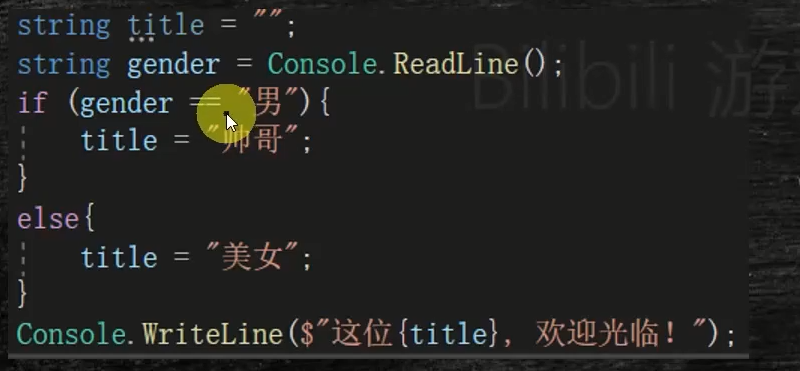 string title = "";
string gender = Console.ReadLine();
if (gender == "男"){
title = "帅哥";
}
else{
title = "美女";
}
Console.WriteLine($"这位{title}, 欢迎光临！");
Bilibili 游